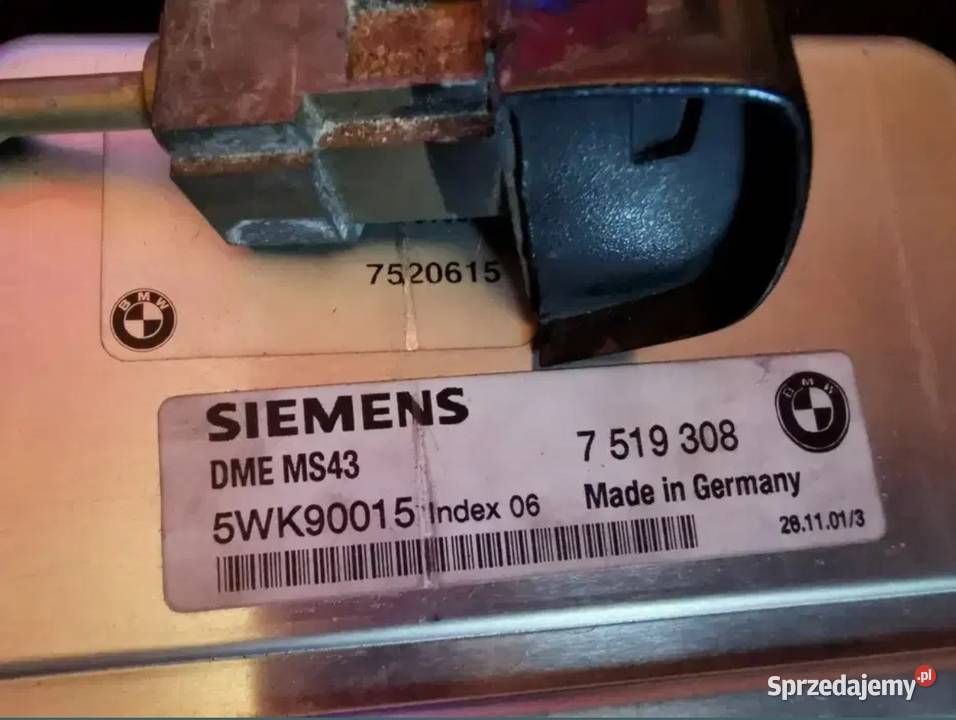 7520615
BMW
SIEMENS
7 519 308
BMW
DME MS43
5WK90015 Index 06
Made in Germany
28.11.01/3
Sprzedajemy.pl